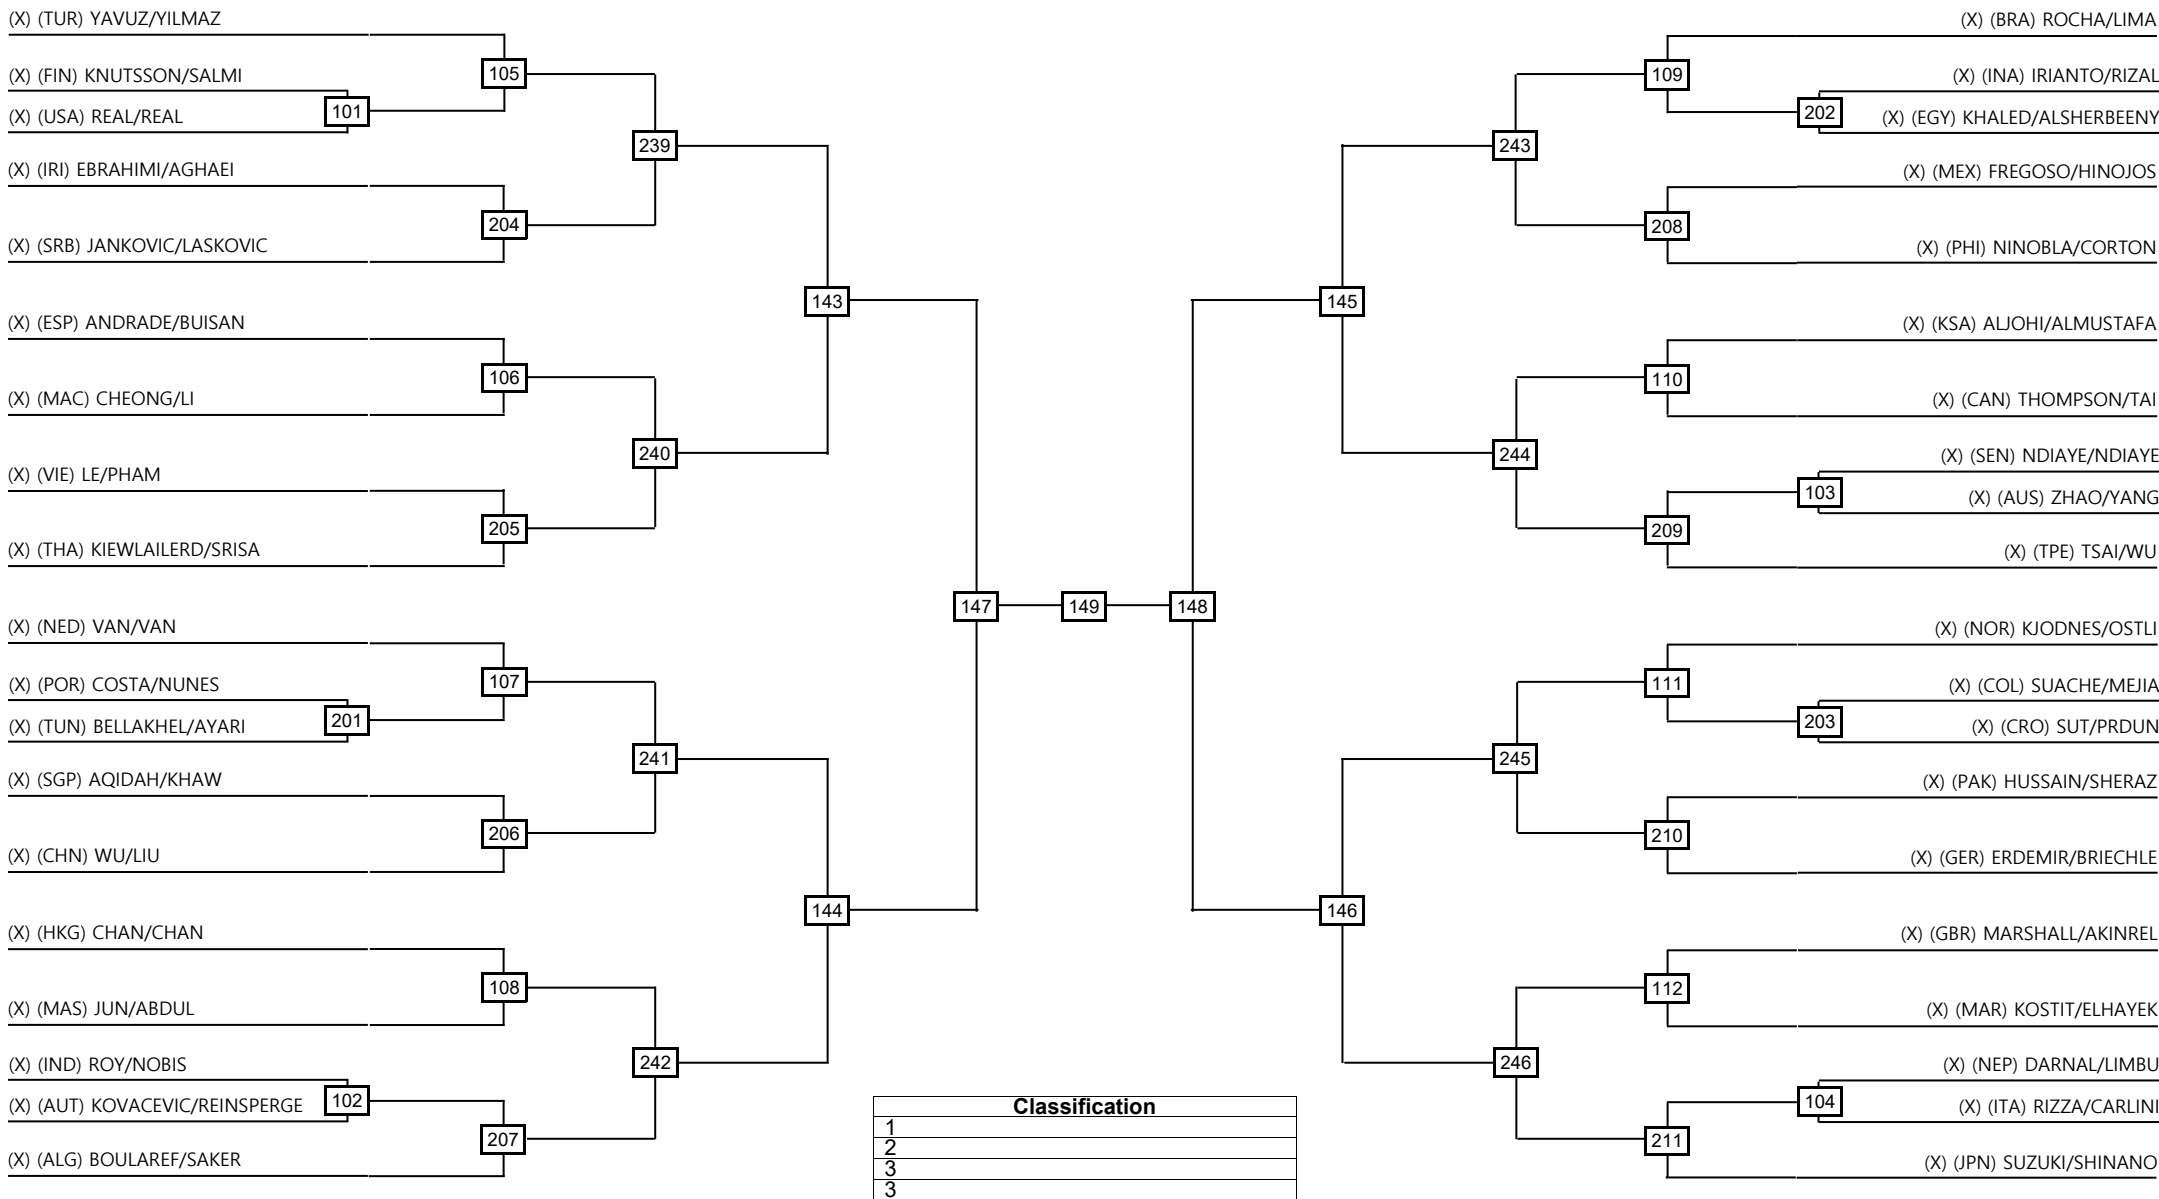 (X) (TUR) YAVUZ/YILMAZ
(X) (FIN) KNUTSSON/SALMI
(X) (USA) REAL/REAL
(X) (IRI) EBRAHIMI/AGHAEI
(X) (SRB) JANKOVIC/LASKOVIC
(X) (ESP) ANDRADE/BUISAN
(X) (MAC) CHEONG/LI
(X) (VIE) LE/PHAM
(X) (THA) KIEWLAILERD/SRISA
(X) (NED) VAN/VAN
(X) (POR) COSTA/NUNES
(X) (TUN) BELLAKHEL/AYARI
(X) (SGP) AQIDAH/KHAW
(X) (CHN) WU/LIU
(X) (HKG) CHAN/CHAN
(X) (MAS) JUN/ABDUL
(X) (IND) ROY/NOBIS
(X) (AUT) KOVACEVIC/REINSPERGE
(X) (ALG) BOULAREF/SAKER
101
201
102
105
204
106
205
107
206
108
207
239
240
241
242
143
144
147
149
148
145
146
243
244
245
246
109
208
110
209
111
210
112
211
202
103
203
104
(X) (BRA) ROCHA/LIMA
(X) (INA) IRIANTO/RIZAL
(X) (EGY) KHALED/ALSHERBEENY
(X) (MEX) FREGOSO/HINOJOS
(X) (PHI) NINOBLA/CORTON
(X) (KSA) ALJOHI/ALMUSTAFA
(X) (CAN) THOMPSON/TAI
(X) (SEN) NDIAYE/NDIAYE
(X) (AUS) ZHAO/YANG
(X) (TPE) TSAI/WU
(X) (NOR) KJODNES/OSTLI
(X) (COL) SUACHE/MEJIA
(X) (CRO) SUT/PRDUN
(X) (PAK) HUSSAIN/SHERAZ
(X) (GER) ERDEMIR/BRIECHLE
(X) (GBR) MARSHALL/AKINREL
(X) (MAR) KOSTIT/ELHAYEK
(X) (NEP) DARNAL/LIMBU
(X) (ITA) RIZZA/CARLINI
(X) (JPN) SUZUKI/SHINANO
Classification
1
2
3
3